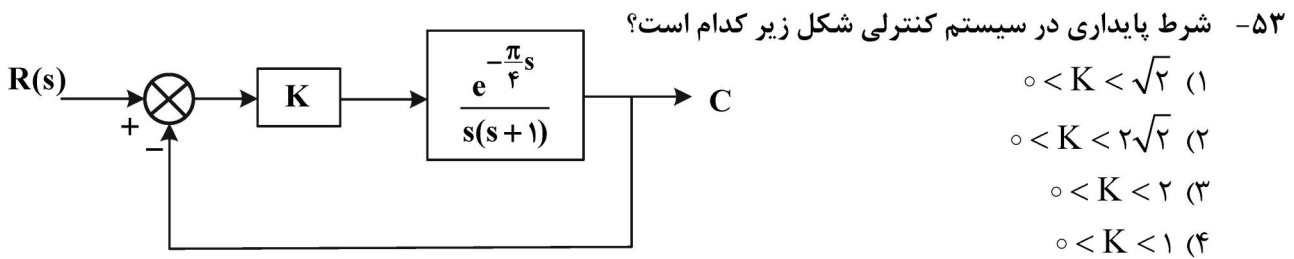 ۵۳- شرط پایداری در سیستم کنترلی شکل زیر کدام است؟
۱) ۰ < K < √۲
۲) ۰ < K < ۲√۲
۳) ۰ < K < ۲
۴) ۰ < K < ۱
R(s)
+
−
K
e^{-\frac{π}{۴}s}
s(s + ۱)
C